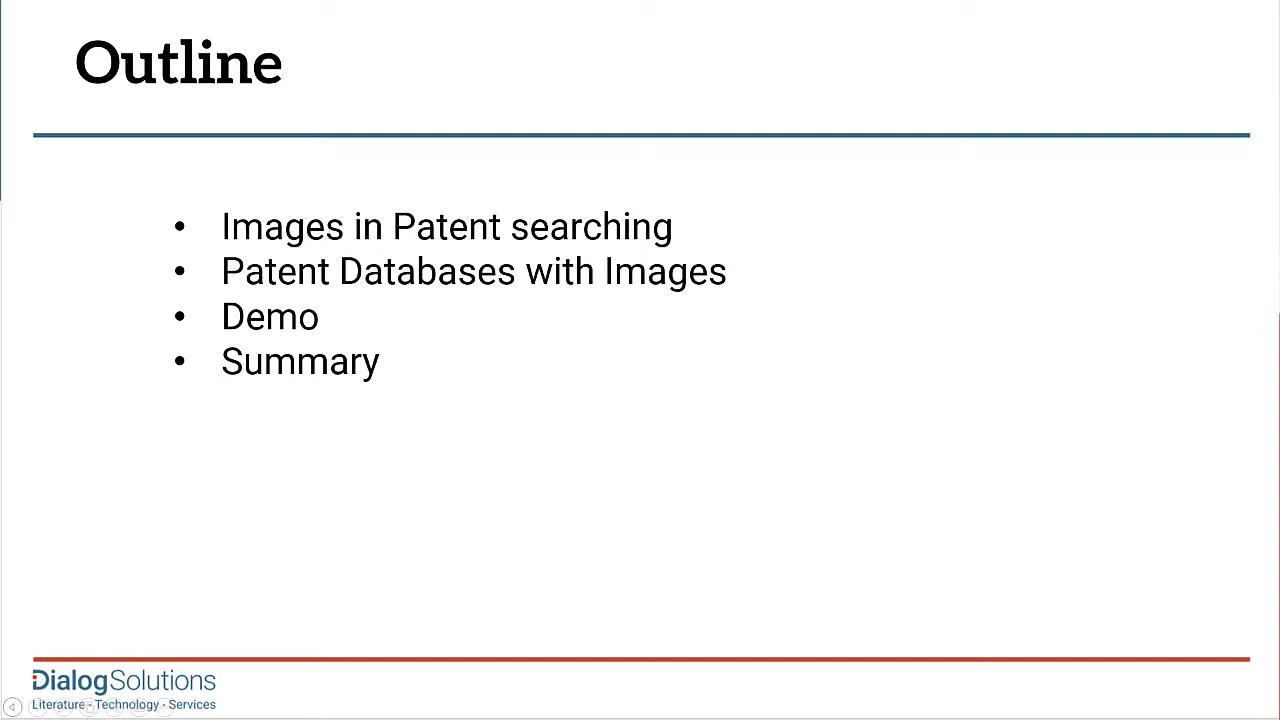 Outline
• Images in Patent searching
• Patent Databases with Images
• Demo
• Summary
DialogSolutions
Literature · Technology · Services